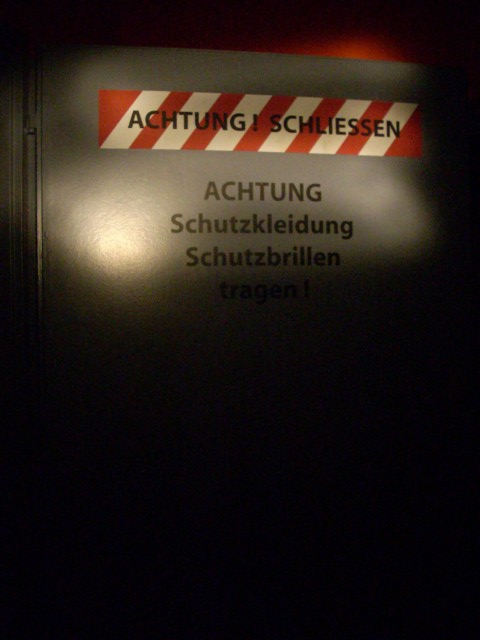 ACHTUNG! SCHLIESSEN
ACHTUNG
Schutzkleidung
Schutzbrillen
tragen!